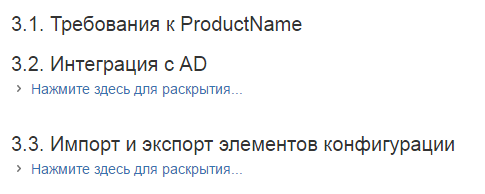 3.1. Требования к ProductName
3.2. Интеграция с AD
Нажмите здесь для раскрытия...
3.3. Импорт и экспорт элементов конфигурации
Нажмите здесь для раскрытия...